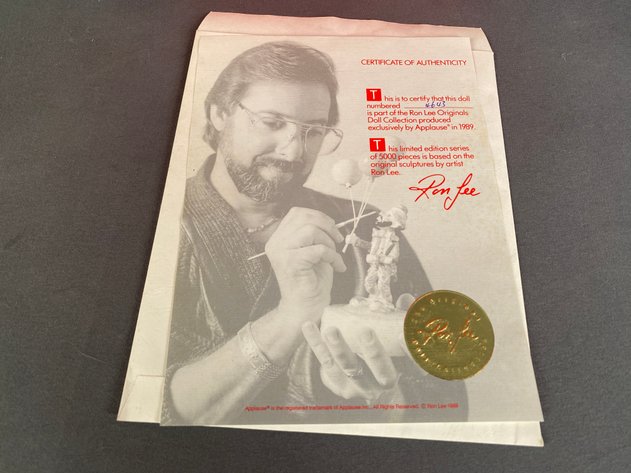 CERTIFICATE OF AUTHENTICITY
This is to certify that this doll
numbered 4643
is part of the Ron Lee Originals
Doll Collection produced
exclusively by Applause® in 1989.
This limited edition series
of 5000 pieces is based on the
original sculptures by artist
Ron Lee.
Ron Lee
Ron Lee
Applause® is the registered trademark of Applause Inc. All Rights Reserved. © Ron Lee 1989